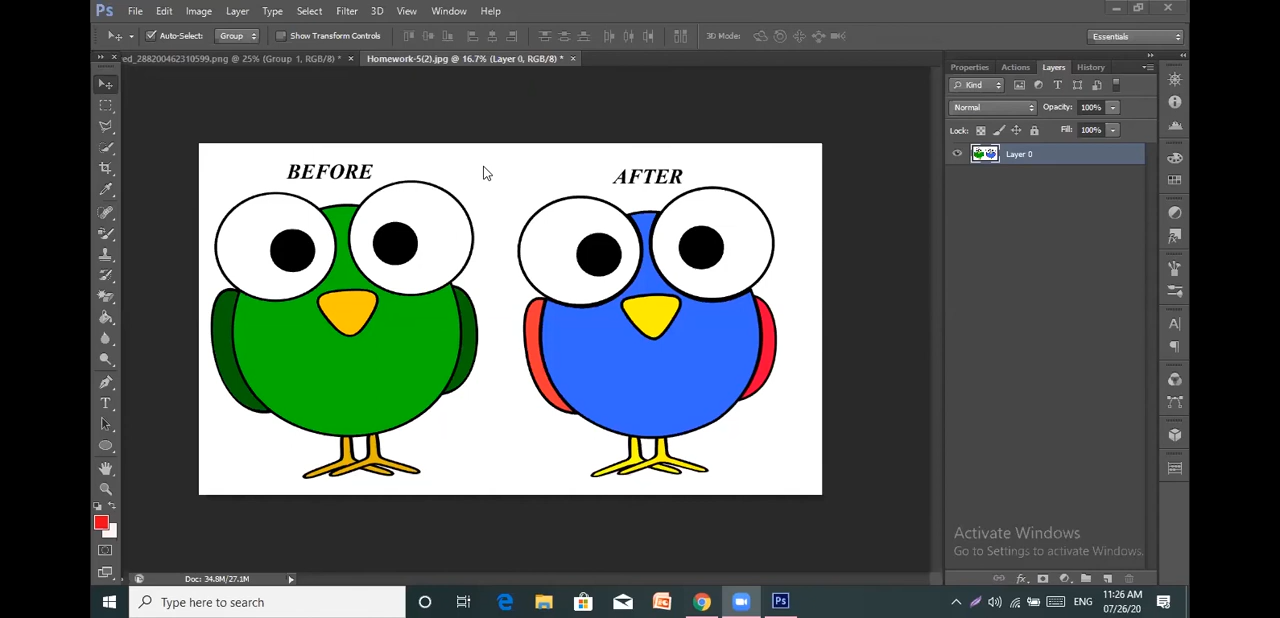 Ps File Edit Image Layer Type Select Filter 3D View Window Help
Auto-Select: Group Show Transform Controls 3D Mode: Essentials
ed_288200462310599.png @ 25% (Group 1, RGB/8) * × Homework-5(2).jpg @ 16.7% (Layer 0, RGB/8) * ×
Properties Actions Layers History
Kind
Normal Opacity: 100%
Lock: Fill: 100%
Layer 0
BEFORE
AFTER
Activate Windows
Go to Settings to activate Windows.
Doc: 34.8M/27.1M
Type here to search
ENG
11:26 AM
07/26/20